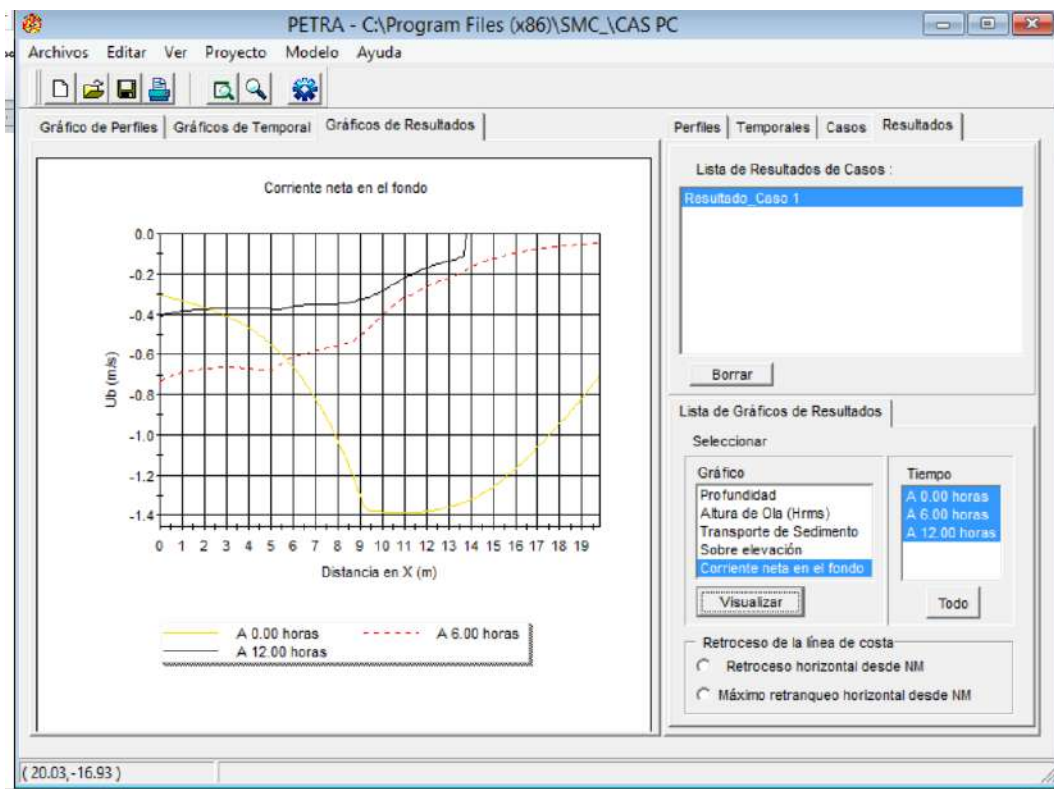 PETRA - C:\Program Files (x86)\SMC_\CAS PC
Archivos Editar Ver Proyecto Modelo Ayuda
Gráfico de Perfiles Gráficos de Temporal Gráficos de Resultados
Corriente neta en el fondo
0.0
-0.2
-0.4
-0.6
-0.8
-1.0
-1.2
-1.4
Ub (m/s)
0 1 2 3 4 5 6 7 8 9 10 11 12 13 14 15 16 17 18 19
Distancia en X (m)
A 0.00 horas A 6.00 horas
A 12.00 horas
Perfiles Temporales Casos Resultados
Lista de Resultados de Casos :
Resultado_Caso 1
Borrar
Lista de Gráficos de Resultados
Seleccionar
Gráfico
Profundidad
Altura de Ola (Hrms)
Transporte de Sedimento
Sobre elevación
Corriente neta en el fondo
Visualizar
Tiempo
A 0.00 horas
A 6.00 horas
A 12.00 horas
Todo
Retroceso de la línea de costa
Retroceso horizontal desde NM
Máximo retranqueo horizontal desde NM
( 20.03,-16.93 )